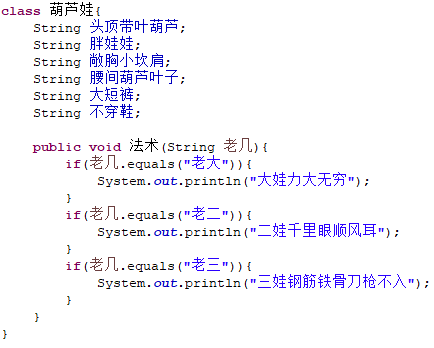 class 葫芦娃{
    String 头顶带叶葫芦;
    String 胖娃娃;
    String 敞胸小坎肩;
    String 腰间葫芦叶子;
    String 大短裤;
    String 不穿鞋;

    public void 法术(String 老几){
        if(老几.equals("老大")){
            System.out.println("大娃力大无穷");
        }
        if(老几.equals("老二")){
            System.out.println("二娃千里眼顺风耳");
        }
        if(老几.equals("老三")){
            System.out.println("三娃钢筋铁骨刀枪不入");
        }
    }
}